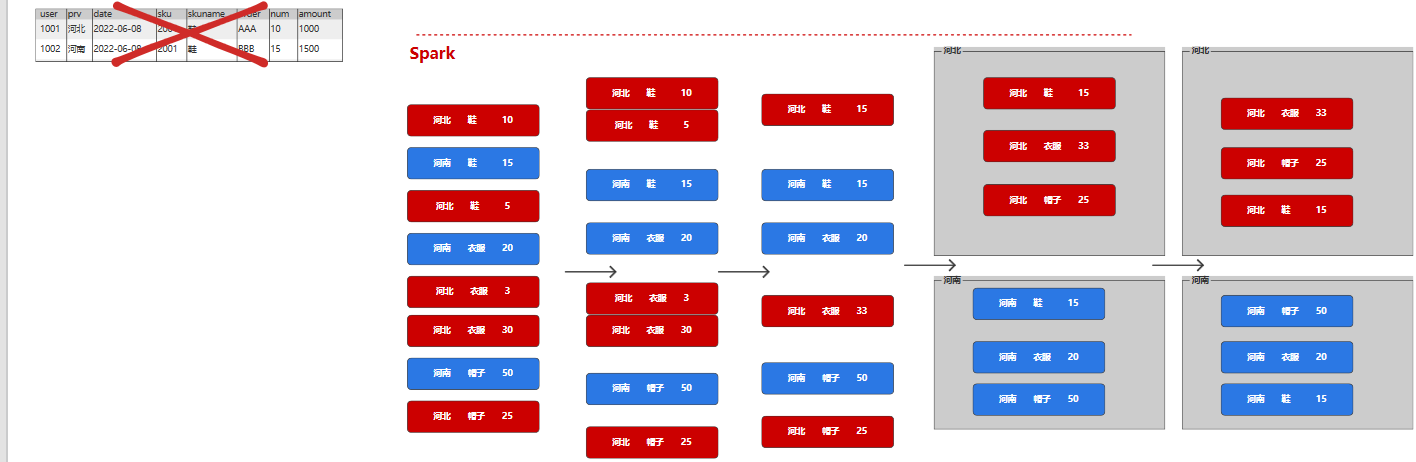 user prv date sku skuname order num amount
1001 河北 2022-06-08 AAA 10 1000
1002 河南 2022-06-08 2001 鞋 BBB 15 1500
Spark
河北 鞋 10
河南 鞋 15
河北 鞋 5
河南 衣服 20
河北 衣服 3
河北 衣服 30
河南 帽子 50
河北 帽子 25
河北 鞋 10
河北 鞋 5
河南 鞋 15
河南 衣服 20
河北 衣服 3
河北 衣服 30
河南 帽子 50
河北 帽子 25
河北 鞋 15
河南 鞋 15
河南 衣服 20
河北 衣服 33
河南 帽子 50
河北 帽子 25
河北
河北 鞋 15
河北 衣服 33
河北 帽子 25
河南
河南 鞋 15
河南 衣服 20
河南 帽子 50
河北
河北 衣服 33
河北 帽子 25
河北 鞋 15
河南
河南 帽子 50
河南 衣服 20
河南 鞋 15